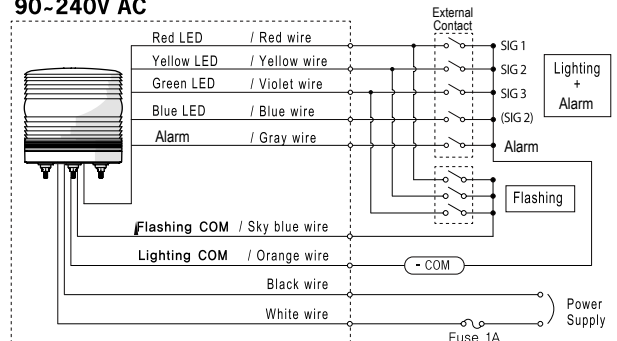 90~240V AC
External
Contact
Red LED / Red wire
SIG 1
Yellow LED / Yellow wire
SIG 2
Green LED / Violet wire
SIG 3
Blue LED / Blue wire
(SIG 2)
Alarm / Gray wire
Alarm
Lighting
+
Alarm
Flashing
Flashing COM / Sky blue wire
Lighting COM / Orange wire
- COM
Black wire
White wire
Power
Supply
Fuse 1A